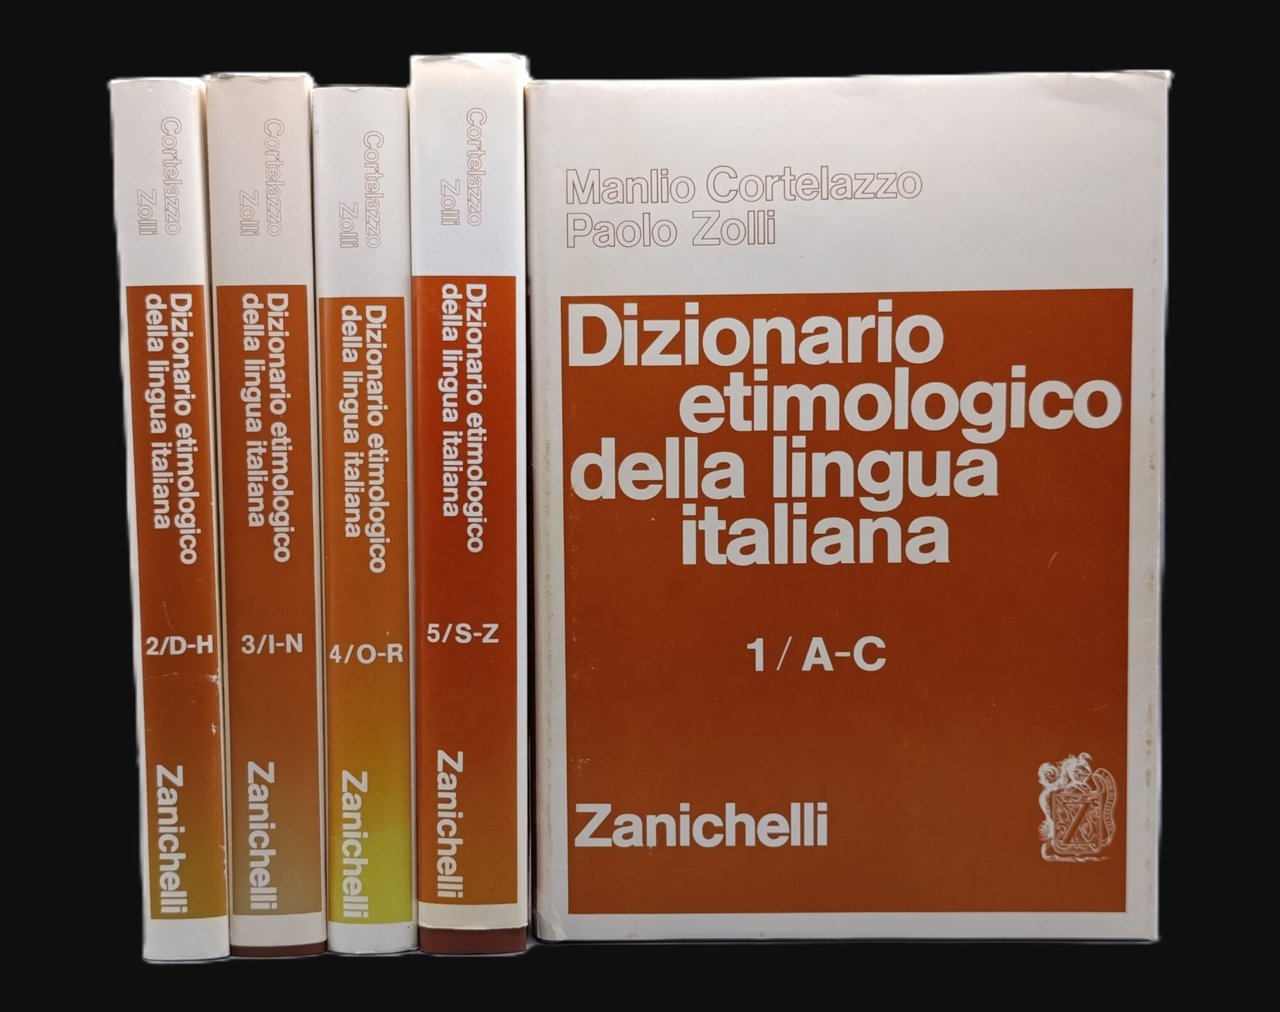 Cortelazzo
Zolli
Dizionario etimologico
della lingua italiana
2/D-H
Zanichelli
Cortelazzo
Zolli
Dizionario etimologico
della lingua italiana
3/I-N
Zanichelli
Cortelazzo
Zolli
Dizionario etimologico
della lingua italiana
4/O-R
Zanichelli
Cortelazzo
Zolli
Dizionario etimologico
della lingua italiana
5/S-Z
Zanichelli
Manlio Cortelazzo
Paolo Zolli
Dizionario
etimologico
della lingua
italiana
1/A-C
Zanichelli
Z